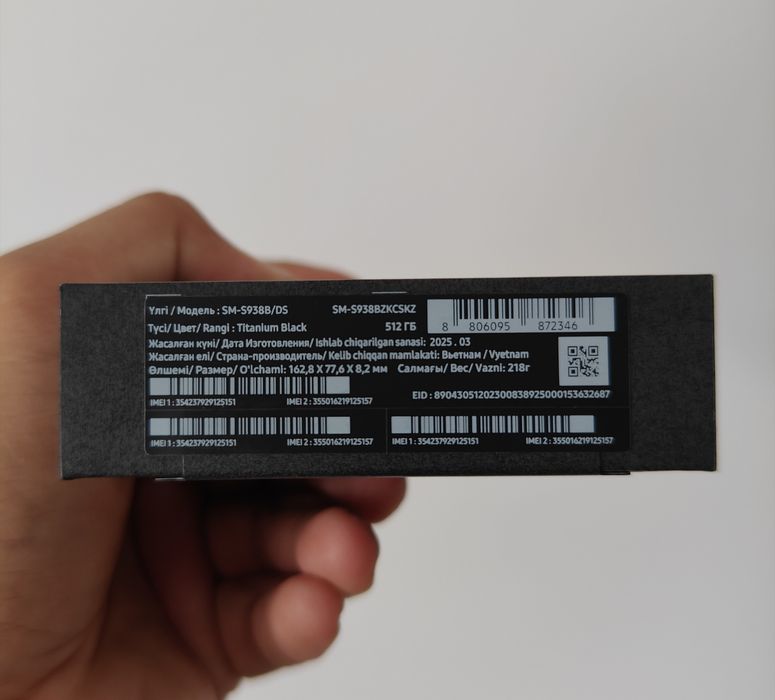 Үлгі / Модель : SM-S938B/DS SM-S938BZKCSKZ
Түсі/ Цвет/ Rangi : Titanium Black 512 ГБ
8 806095 872346
Жасалған күні/ Дата Изготовления/ Ishlab chiqarilgan sanasi: 2025 . 03
Жасалған елі/ Страна-производитель/ Kelib chiqqan mamlakati: Вьетнам / Vyetnam
Өлшемі/ Размер/ O'lchami: 162,8 X 77,6 X 8,2 мм Салмағы/ Вес/ Vazni: 218г
EID : 89043051202300838925000153632687
IMEI 1 : 354237929125151 IMEI 2 : 355016219125157
IMEI 1 : 354237929125151 IMEI 2 : 355016219125157
IMEI 1 : 354237929125151 IMEI 2 : 355016219125157